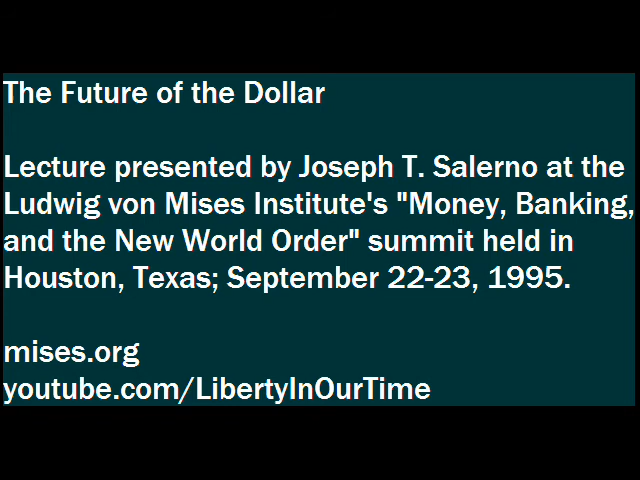 The Future of the Dollar
Lecture presented by Joseph T. Salerno at the
Ludwig von Mises Institute's "Money, Banking,
and the New World Order" summit held in
Houston, Texas; September 22-23, 1995.
mises.org
youtube.com/LibertyInOurTime